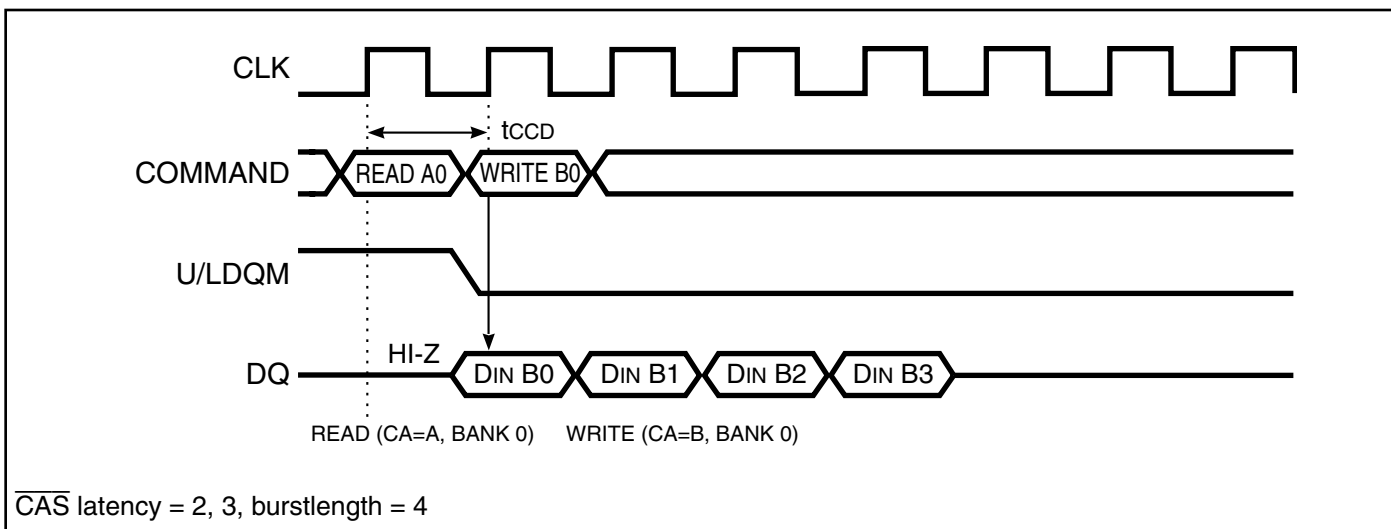 CLK
tCCD
COMMAND READ A0 WRITE B0
U/LDQM
HI-Z
DQ DIN B0 DIN B1 DIN B2 DIN B3
READ (CA=A, BANK 0) WRITE (CA=B, BANK 0)
C̅A̅S̅ latency = 2, 3, burstlength = 4